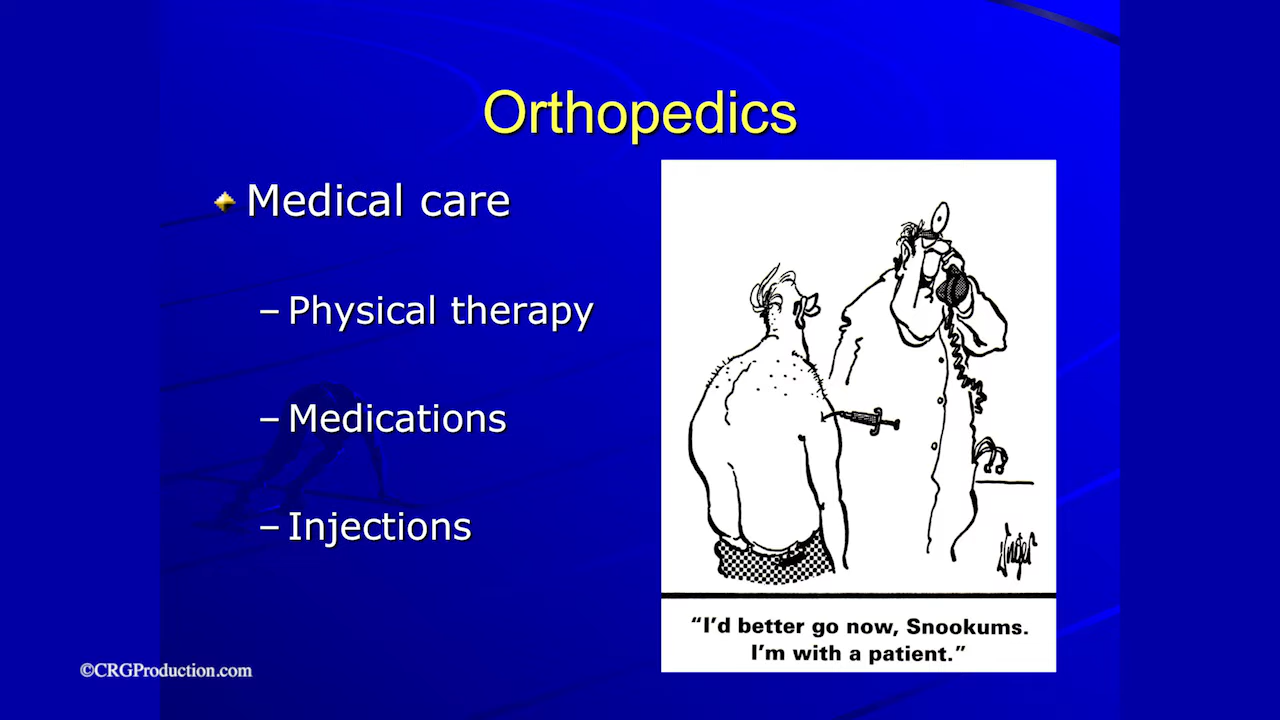 Orthopedics
Medical care
– Physical therapy
– Medications
– Injections
“I’d better go now, Snookums.
I’m with a patient.”
©CRGProduction.com